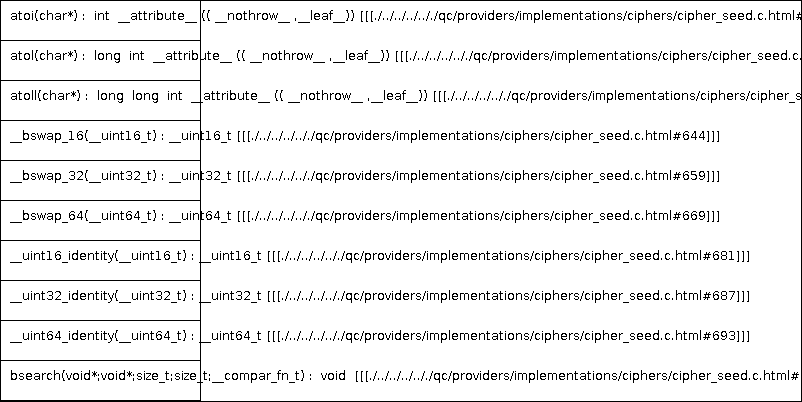 atoi(char*) : int __attribute__ (( __nothrow__ ,__leaf__)) [[[./../../../../qc/providers/implementations/ciphers/cipher_seed.c.html#
atol(char*) : long int __attribute__ (( __nothrow__ ,__leaf__)) [[[./../../../../qc/providers/implementations/ciphers/cipher_seed.c.
atoll(char*) : long long int __attribute__ (( __nothrow__ ,__leaf__)) [[[./../../../../qc/providers/implementations/ciphers/cipher_s
__bswap_16(__uint16_t) : __uint16_t [[[./../../../../qc/providers/implementations/ciphers/cipher_seed.c.html#644]]]
__bswap_32(__uint32_t) : __uint32_t [[[./../../../../qc/providers/implementations/ciphers/cipher_seed.c.html#659]]]
__bswap_64(__uint64_t) : __uint64_t [[[./../../../../qc/providers/implementations/ciphers/cipher_seed.c.html#669]]]
__uint16_identity(__uint16_t) : __uint16_t [[[./../../../../qc/providers/implementations/ciphers/cipher_seed.c.html#681]]]
__uint32_identity(__uint32_t) : __uint32_t [[[./../../../../qc/providers/implementations/ciphers/cipher_seed.c.html#687]]]
__uint64_identity(__uint64_t) : __uint64_t [[[./../../../../qc/providers/implementations/ciphers/cipher_seed.c.html#693]]]
bsearch(void*;void*;size_t;size_t;__compar_fn_t) : void [[[./../../../../qc/providers/implementations/ciphers/cipher_seed.c.html#